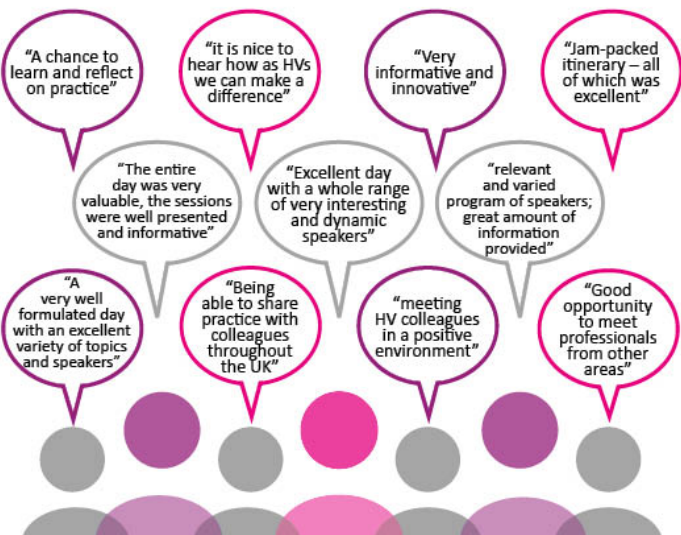 “A chance to
learn and reflect
on practice”
“it is nice to
hear how as HVs
we can make a
difference”
“Very
informative and
innovative”
“Jam-packed
itinerary – all
of which was
excellent”
“The entire
day was very
valuable, the sessions
were well presented
and informative”
“Excellent day
with a whole range
of very interesting
and dynamic
speakers”
“relevant
and varied
program of speakers;
great amount of
information
provided”
“A
very well
formulated day
with an excellent
variety of topics
and speakers”
“Being
able to share
practice with
colleagues
throughout
the UK”
“meeting
HV colleagues
in a positive
environment”
“Good
opportunity
to meet
professionals
from other
areas”